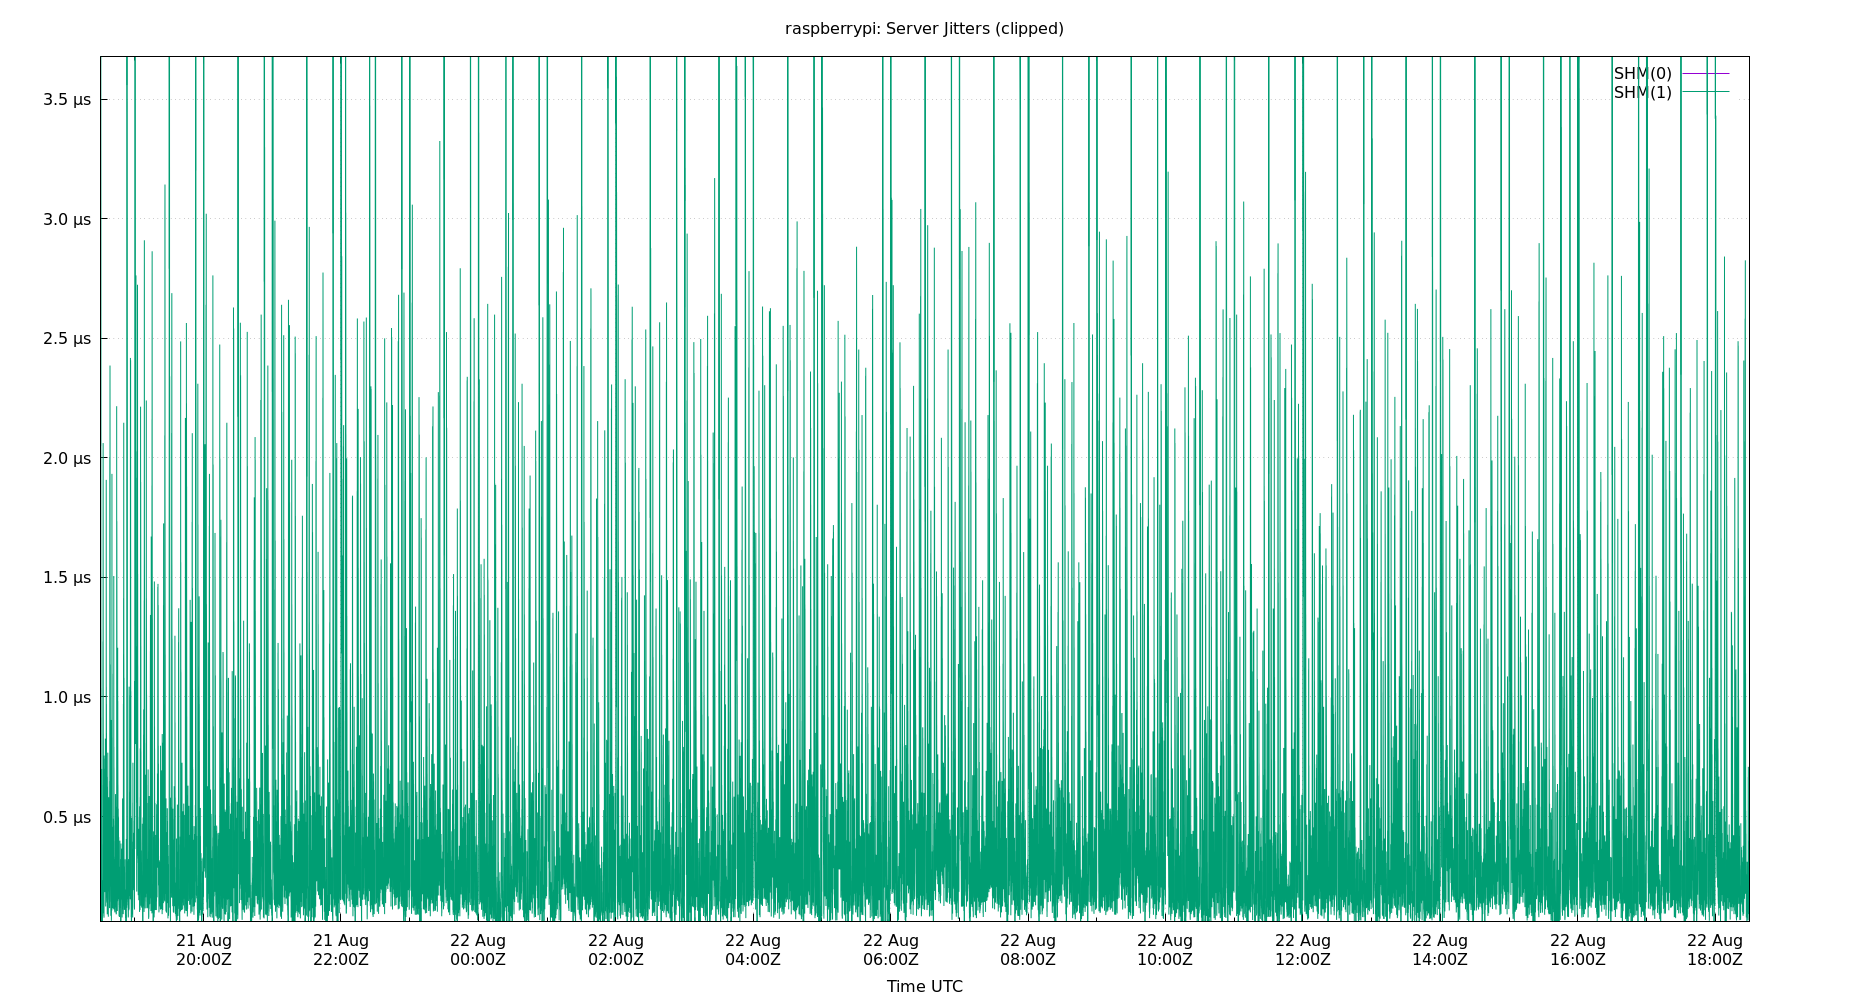 raspberrypi: Server Jitters (clipped)
SHM(0)
SHM(1)
3.5 µs
3.0 µs
2.5 µs
2.0 µs
1.5 µs
1.0 µs
0.5 µs
21 Aug 21 Aug 22 Aug 22 Aug 22 Aug 22 Aug 22 Aug 22 Aug 22 Aug 22 Aug 22 Aug 22 Aug
20:00Z 22:00Z 00:00Z 02:00Z 04:00Z 06:00Z 08:00Z 10:00Z 12:00Z 14:00Z 16:00Z 18:00Z
Time UTC